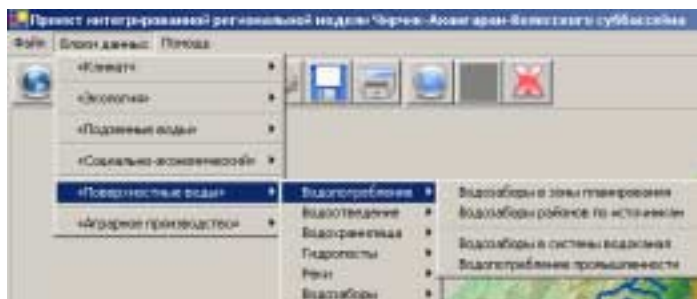 Проект интегрированной региональной модели Чирчик-Ахангаран-Келесского суббассейна
Файл Блоки данных Помощь
«Климат»
«Экология»
«Подземные воды»
«Социально-экономический»
«Поверхностные воды»
«Аграрное производство»
Водопотребление
Водоотведение
Водохранилища
Гидропосты
Реки
Водозаборы
Водозаборы в зоны планирования
Водозаборы районов по источникам
Водозаборы в системы водоканал
Водопотребление промышленности